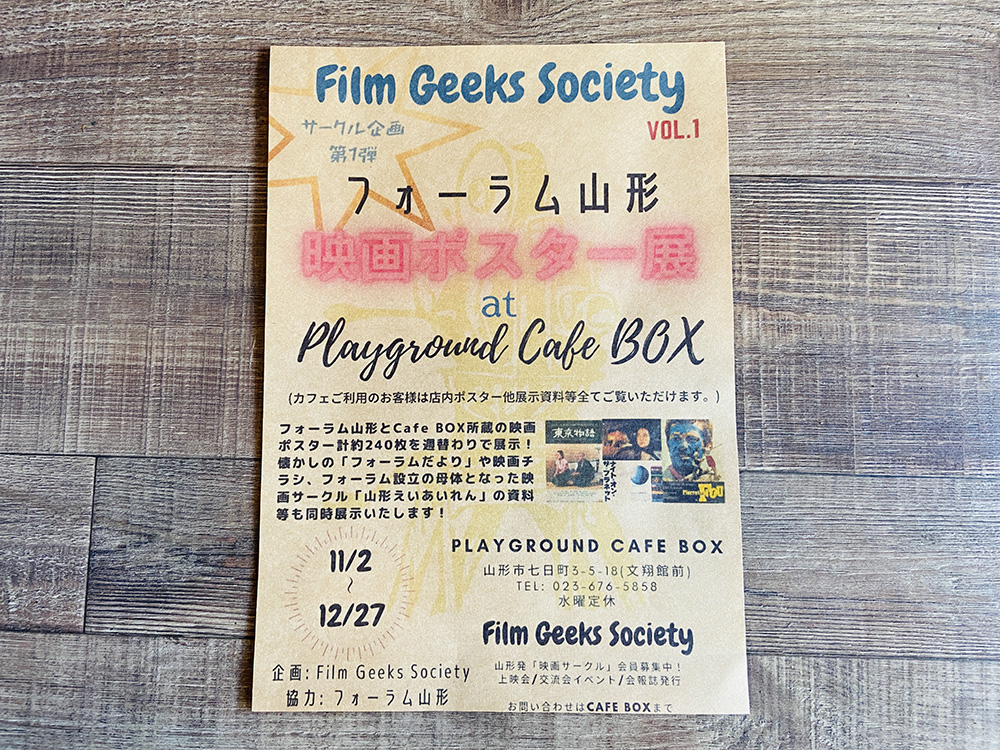 Film Geeks Society
VOL.1
サークル企画
第1弾
フォーラム山形
映画ポスター展
at
Playground Cafe BOX
(カフェご利用のお客様は店内ポスター他展示資料等全てご覧いただけます。)
フォーラム山形とCafe BOX所蔵の映画
ポスター計約240枚を週替わりで展示！
懐かしの「フォーラムだより」や映画チ
ラシ、フォーラム設立の母体となった映
画サークル「山形えいあいれん」の資料
等も同時展示いたします！
東京物語
ナイト・オン・
ザ・プラネット
Pierrot
FOU
11/2
～
12/27
PLAYGROUND CAFE BOX
山形市七日町3-5-18(文翔館前)
TEL: 023-676-5858
水曜定休
Film Geeks Society
山形発「映画サークル」会員募集中！
上映会/交流会イベント/会報誌発行
お問い合わせはCAFE BOXまで
企画: Film Geeks Society
協力: フォーラム山形